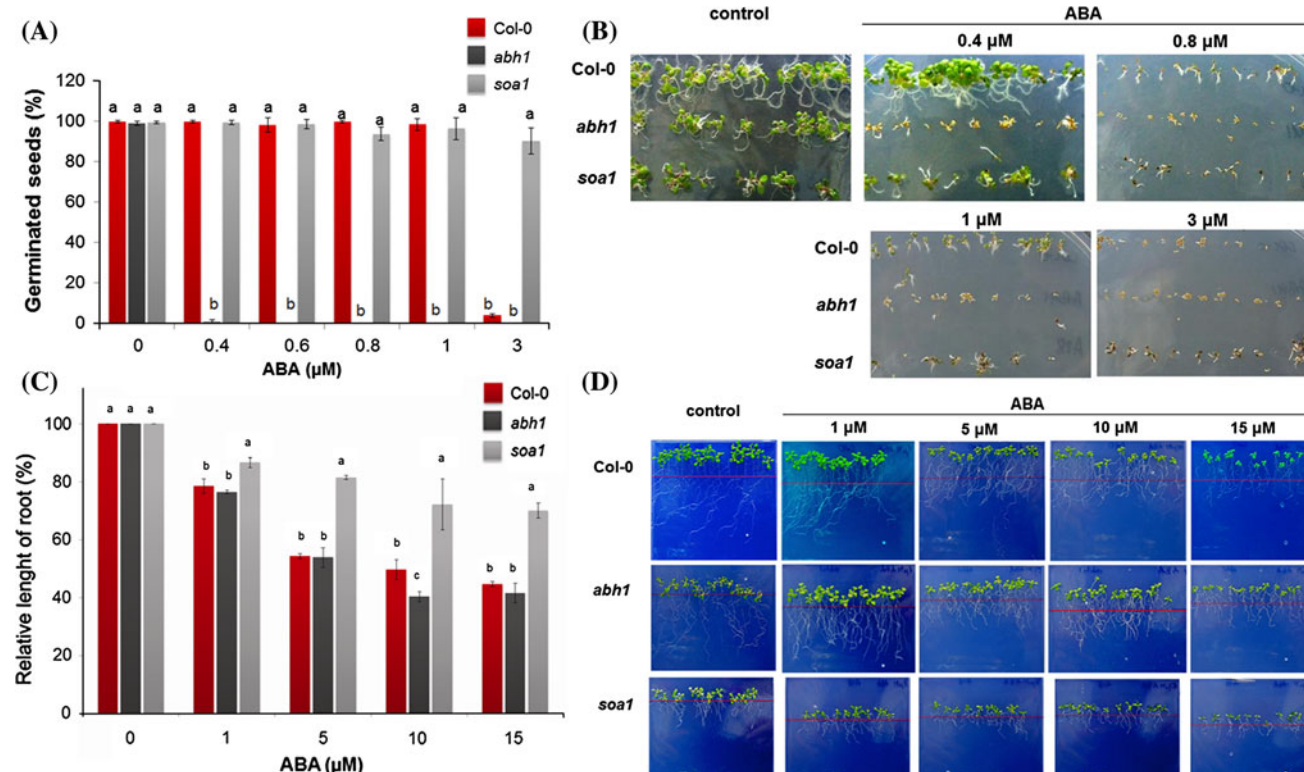 (A)
Col-0
abh1
soa1
Germinated seeds (%)
120
100
80
60
40
20
0
a a a
a a
a a
a a
a a
a
b
b
b
b
b b
0 0.4 0.6 0.8 1 3
ABA (µM)
(B)
control
ABA
0.4 µM 0.8 µM
Col-0
abh1
soa1
1 µM 3 µM
Col-0
abh1
soa1
(C)
Col-0
abh1
soa1
Relative lenght of root (%)
100
80
60
40
20
0
a a a
b b a
b b a
b c a
b b a
0 1 5 10 15
ABA (µM)
(D)
control
ABA
1 µM 5 µM 10 µM 15 µM
Col-0
abh1
soa1